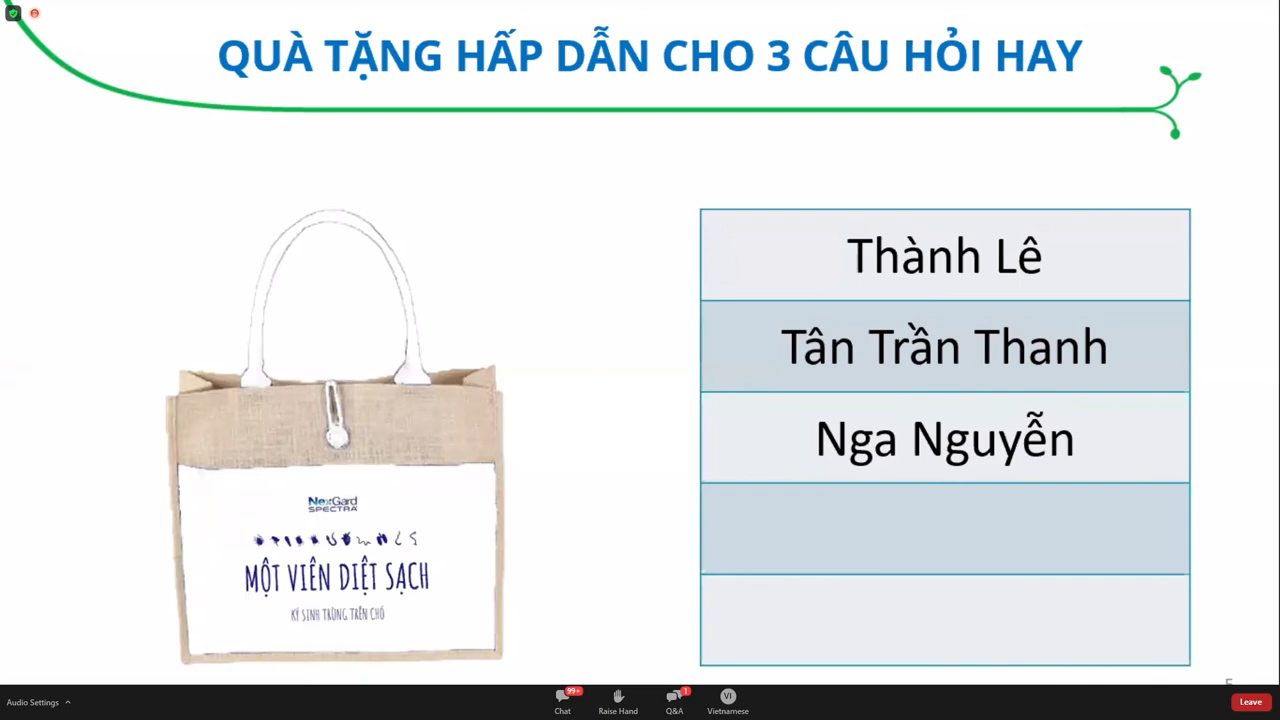 QUÀ TẶNG HẤP DẪN CHO 3 CÂU HỎI HAY
Thành Lê
Tân Trần Thanh
Nga Nguyễn
NexGard
SPECTRA
MỘT VIÊN DIỆT SẠCH
KÝ SINH TRÙNG TRÊN CHÓ
Audio Settings
99+
Chat
Raise Hand
1
Q&A
VI
Vietnamese
Leave